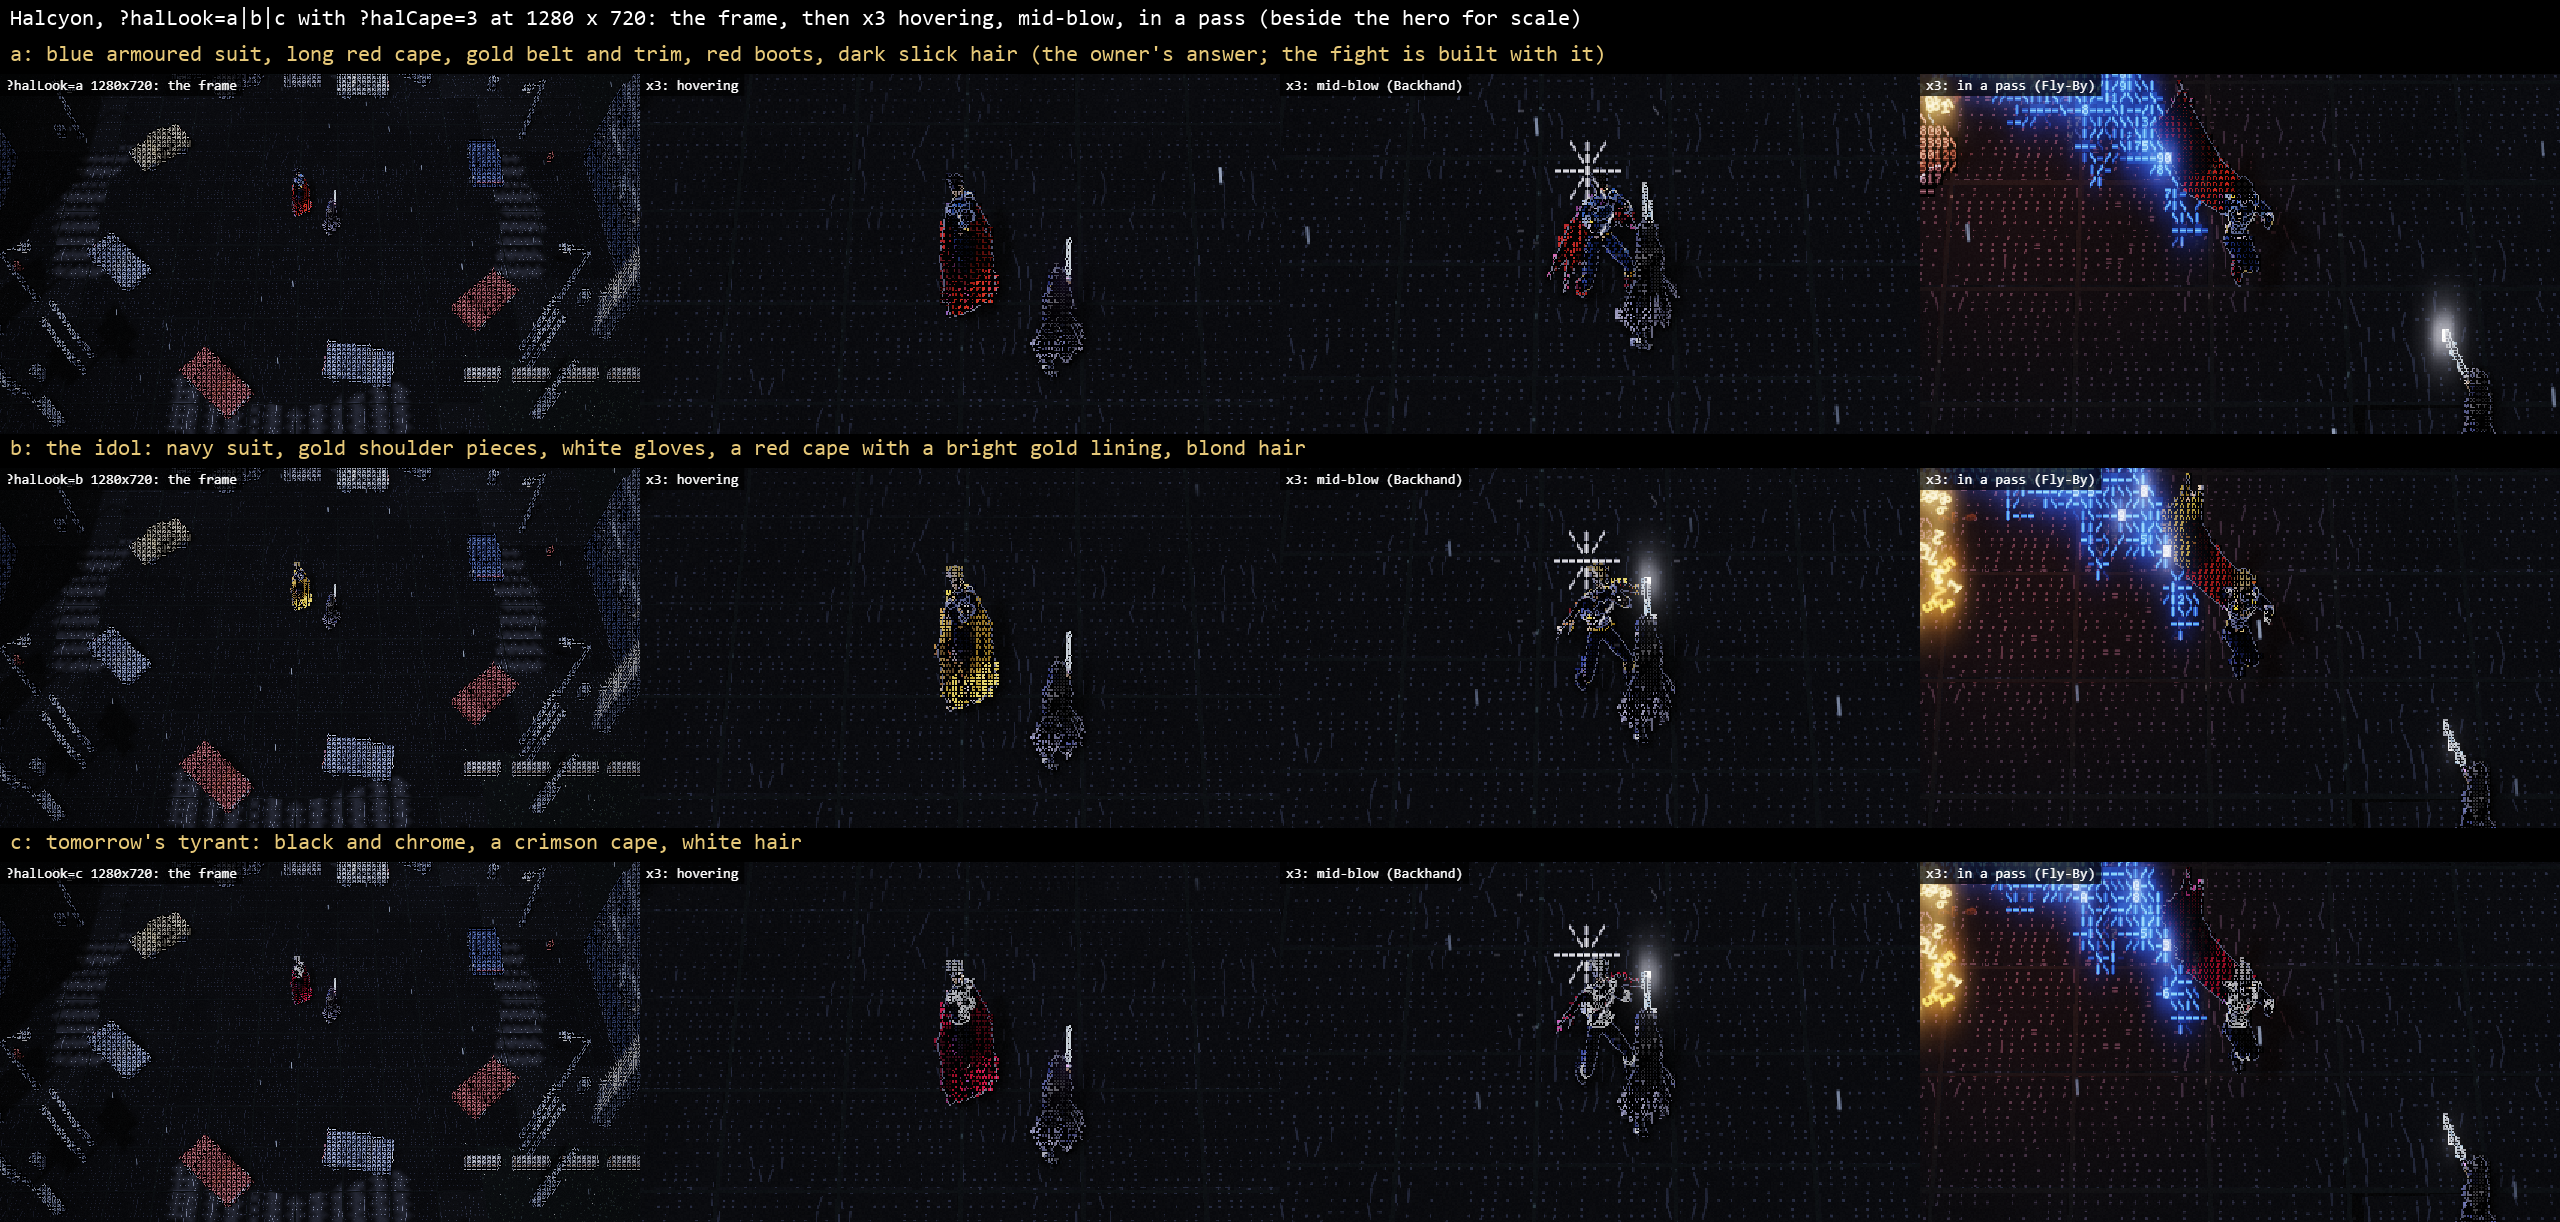 Halcyon, ?halLook=a|b|c with ?halCape=3 at 1280 x 720: the frame, then x3 hovering, mid-blow, in a pass (beside the hero for scale)
a: blue armoured suit, long red cape, gold belt and trim, red boots, dark slick hair (the owner's answer; the fight is built with it)
?halLook=a 1280x720: the frame
x3: hovering
x3: mid-blow (Backhand)
x3: in a pass (Fly-By)
b: the idol: navy suit, gold shoulder pieces, white gloves, a red cape with a bright gold lining, blond hair
?halLook=b 1280x720: the frame
x3: hovering
x3: mid-blow (Backhand)
x3: in a pass (Fly-By)
c: tomorrow's tyrant: black and chrome, a crimson cape, white hair
?halLook=c 1280x720: the frame
x3: hovering
x3: mid-blow (Backhand)
x3: in a pass (Fly-By)